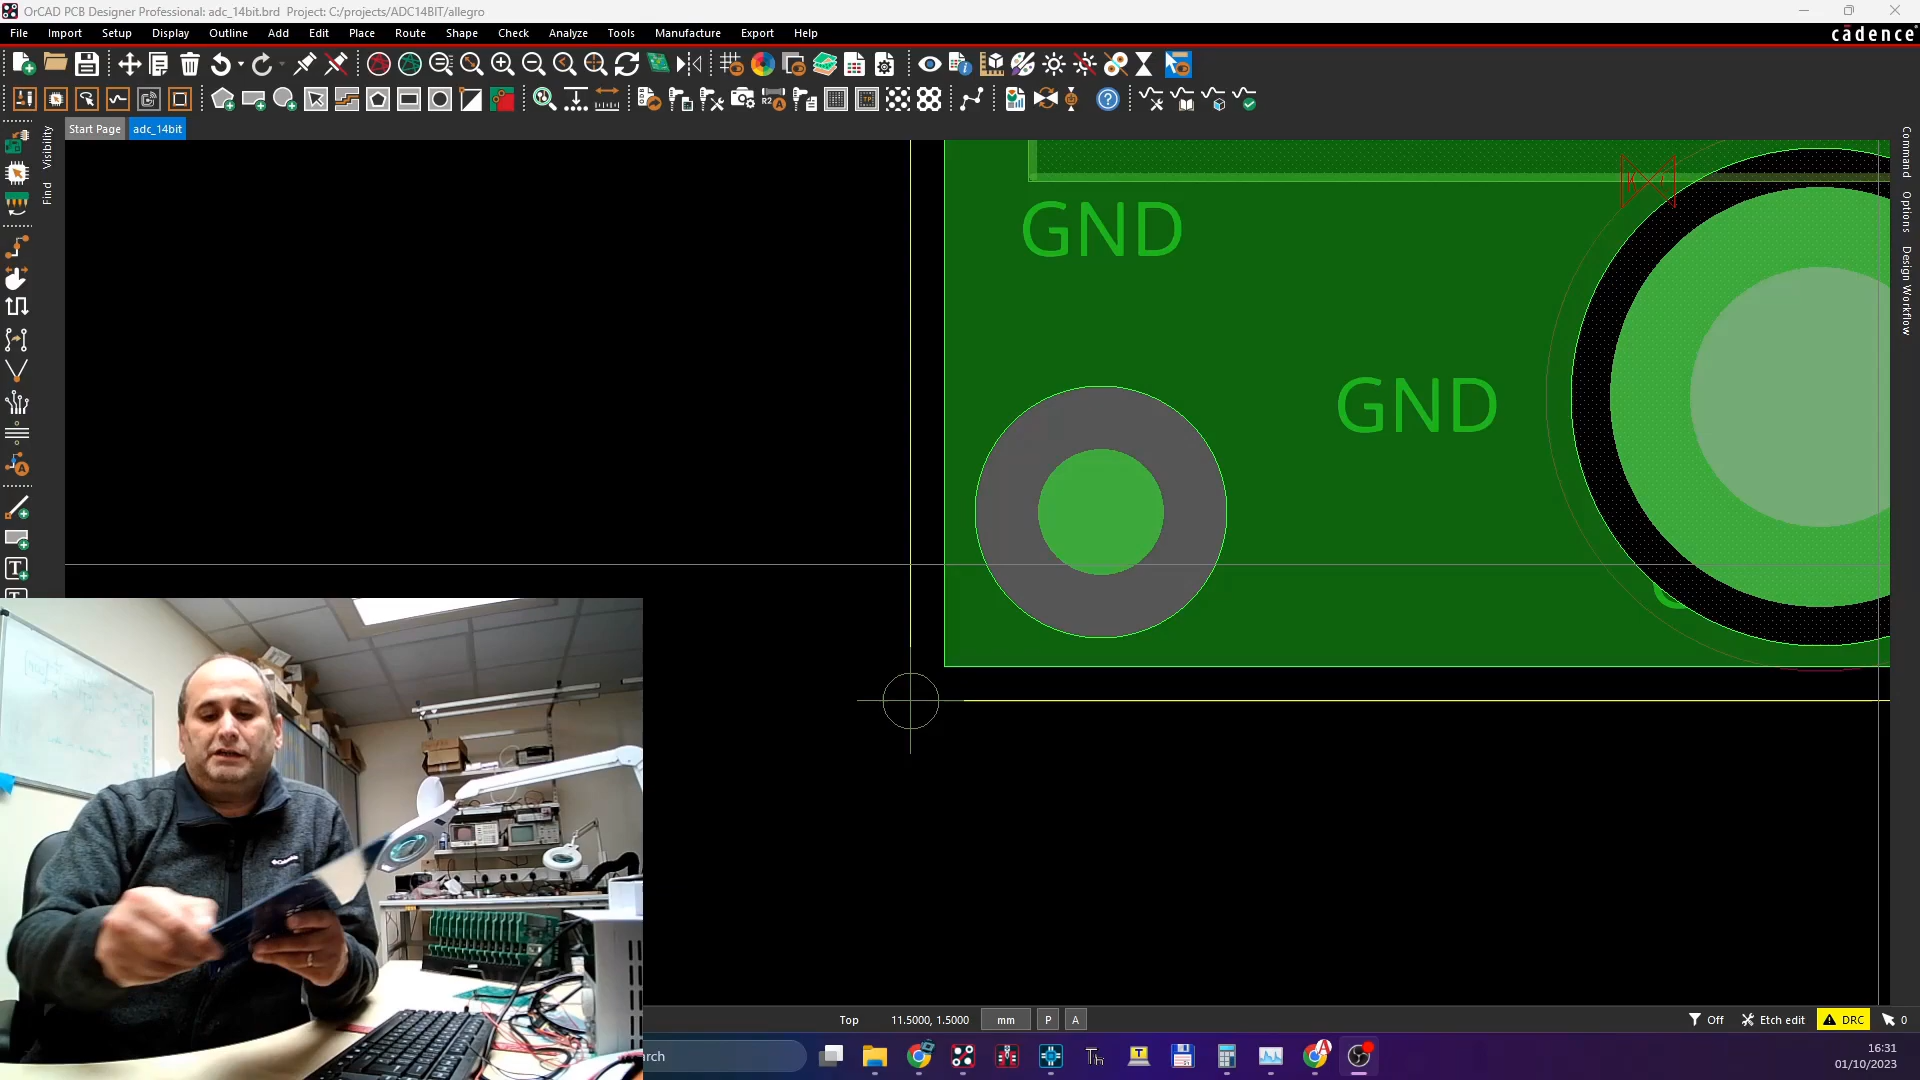 OrCAD PCB Designer Professional: adc_14bit.brd Project: C:/projects/ADC14BIT/allegro
File Import Setup Display Outline Add Edit Place Route Shape Check Analyze Tools Manufacture Export Help
cādence
Start Page adc_14bit
Visibility
Find
Command
Options
Design Workflow
GND
GND
Top 11.5000, 1.5000 mm P A Off Etch edit DRC 0
16:31
01/10/2023